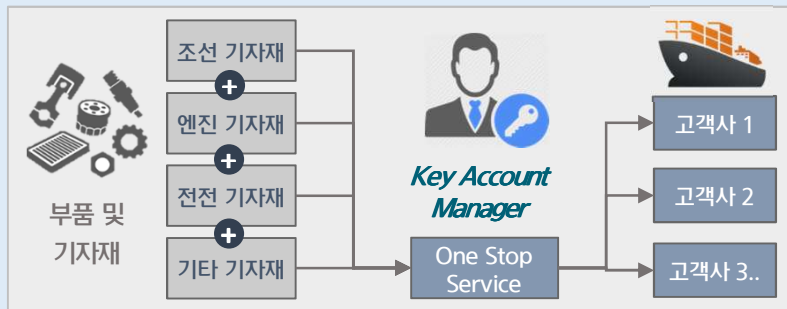 부품 및
기자재
조선 기자재
+
엔진 기자재
+
전전 기자재
+
기타 기자재
Key Account
Manager
One Stop
Service
고객사 1
고객사 2
고객사 3..